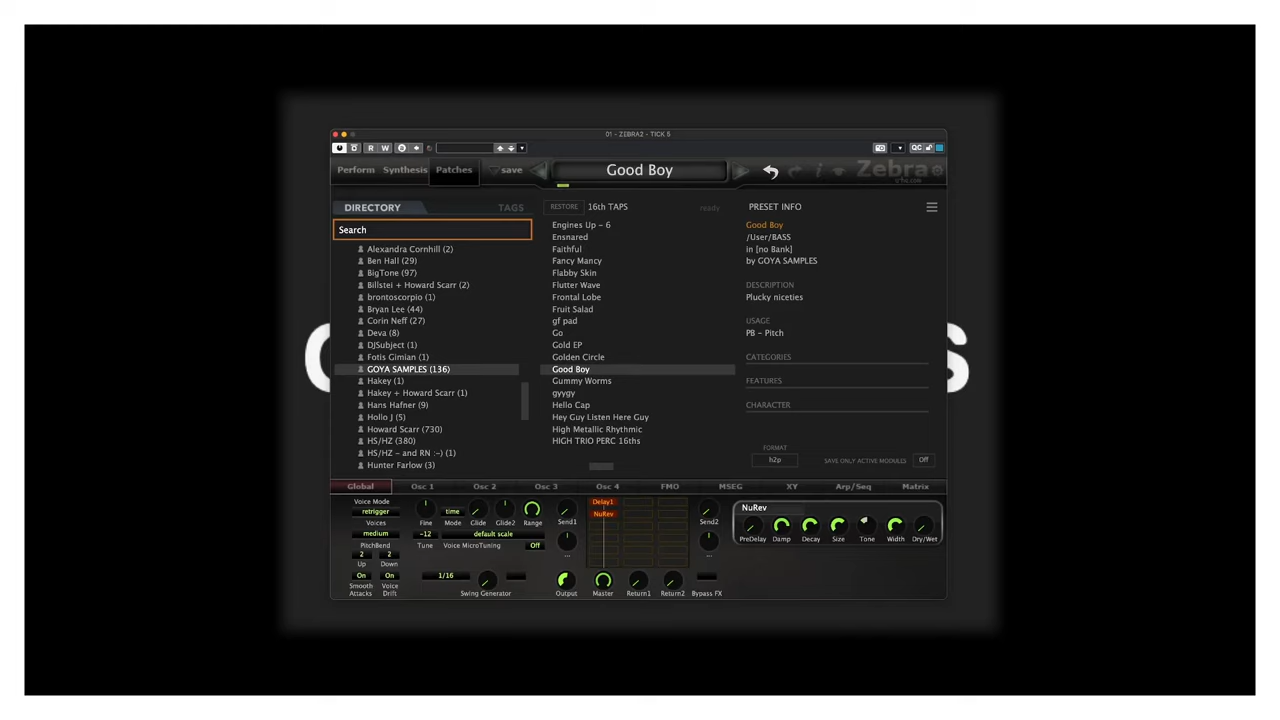 01 - ZEBRA2 - TICK 5
R W QC
Perform Synthesis Patches save Good Boy Zebra
DIRECTORY TAGS RESTORE 16th TAPS ready PRESET INFO
Search
Alexandra Cornhill (2)
Ben Hall (29)
BigTone (97)
Billstei + Howard Scarr (2)
brontoscorpio (1)
Bryan Lee (44)
Corin Neff (27)
Deva (8)
DJSubject (1)
Fotis Gimian (1)
GOYA SAMPLES (136)
Hakey (1)
Hakey + Howard Scarr (1)
Hans Hafner (9)
Hollo J (5)
Howard Scarr (730)
HS/HZ (380)
HS/HZ - and RN :-) (1)
Hunter Farlow (3)
Engines Up - 6
Ensnared
Faithful
Fancy Mancy
Flabby Skin
Flutter Wave
Frontal Lobe
Fruit Salad
gf pad
Go
Gold EP
Golden Circle
Good Boy
Gummy Worms
gyygy
Hello Cap
Hey Guy Listen Here Guy
High Metallic Rhythmic
HIGH TRIO PERC 16ths
Good Boy
/User/BASS
in [no Bank]
by GOYA SAMPLES
DESCRIPTION
Plucky niceties
USAGE
PB - Pitch
CATEGORIES
FEATURES
CHARACTER
FORMAT
h2p SAVE ONLY ACTIVE MODULES Off
Global Osc 1 Osc 2 Osc 3 Osc 4 FMO MSEG XY Arp/Seq Matrix
Voice Mode
retrigger
Voices
medium
PitchBend
2 2
Up Down
On On
Smooth Attacks Voice Drift
time
Fine Mode Glide Glide2 Range
-12 default scale
Tune Voice MicroTuning Off
1/16
Swing Generator
Send1
...
Output
Delay1
NuRev
Master Return1 Return2 Bypass FX
Send2
...
NuRev
PreDelay Damp Decay Size Tone Width Dry/Wet
S